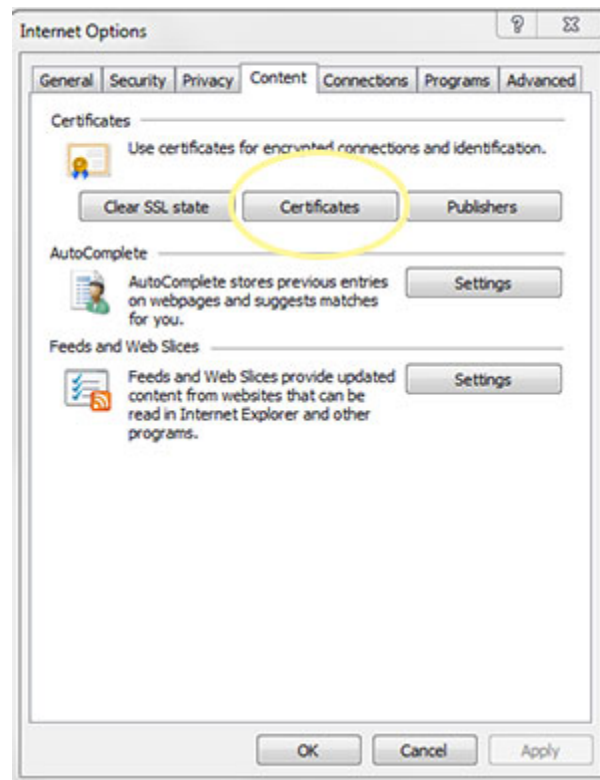 Internet Options
General Security Privacy Content Connections Programs Advanced
Certificates
Use certificates for encrypted connections and identification.
Clear SSL state Certificates Publishers
AutoComplete
AutoComplete stores previous entries
on webpages and suggests matches
for you.
Settings
Feeds and Web Slices
Feeds and Web Slices provide updated
content from websites that can be
read in Internet Explorer and other
programs.
Settings
OK Cancel Apply